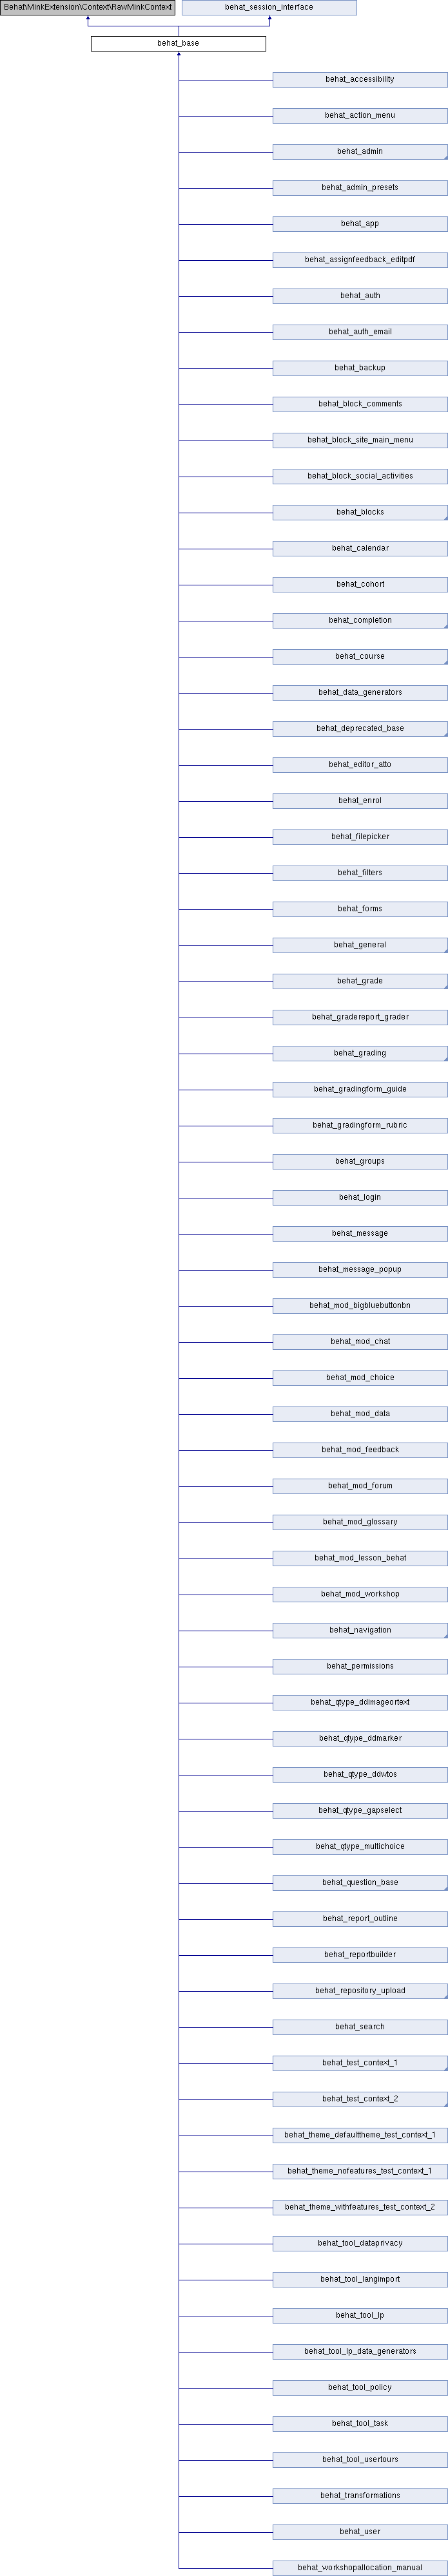 Behat\MinkExtension\Context\RawMinkContext
behat_session_interface
behat_base
behat_accessibility
behat_action_menu
behat_admin
behat_admin_presets
behat_app
behat_assignfeedback_editpdf
behat_auth
behat_auth_email
behat_backup
behat_block_comments
behat_block_site_main_menu
behat_block_social_activities
behat_blocks
behat_calendar
behat_cohort
behat_completion
behat_course
behat_data_generators
behat_deprecated_base
behat_editor_atto
behat_enrol
behat_filepicker
behat_filters
behat_forms
behat_general
behat_grade
behat_gradereport_grader
behat_grading
behat_gradingform_guide
behat_gradingform_rubric
behat_groups
behat_login
behat_message
behat_message_popup
behat_mod_bigbluebuttonbn
behat_mod_chat
behat_mod_choice
behat_mod_data
behat_mod_feedback
behat_mod_forum
behat_mod_glossary
behat_mod_lesson_behat
behat_mod_workshop
behat_navigation
behat_permissions
behat_qtype_ddimageortext
behat_qtype_ddmarker
behat_qtype_ddwtos
behat_qtype_gapselect
behat_qtype_multichoice
behat_question_base
behat_report_outline
behat_reportbuilder
behat_repository_upload
behat_search
behat_test_context_1
behat_test_context_2
behat_theme_defaulttheme_test_context_1
behat_theme_nofeatures_test_context_1
behat_theme_withfeatures_test_context_2
behat_tool_dataprivacy
behat_tool_langimport
behat_tool_lp
behat_tool_lp_data_generators
behat_tool_policy
behat_tool_task
behat_tool_usertours
behat_transformations
behat_user
behat_workshopallocation_manual